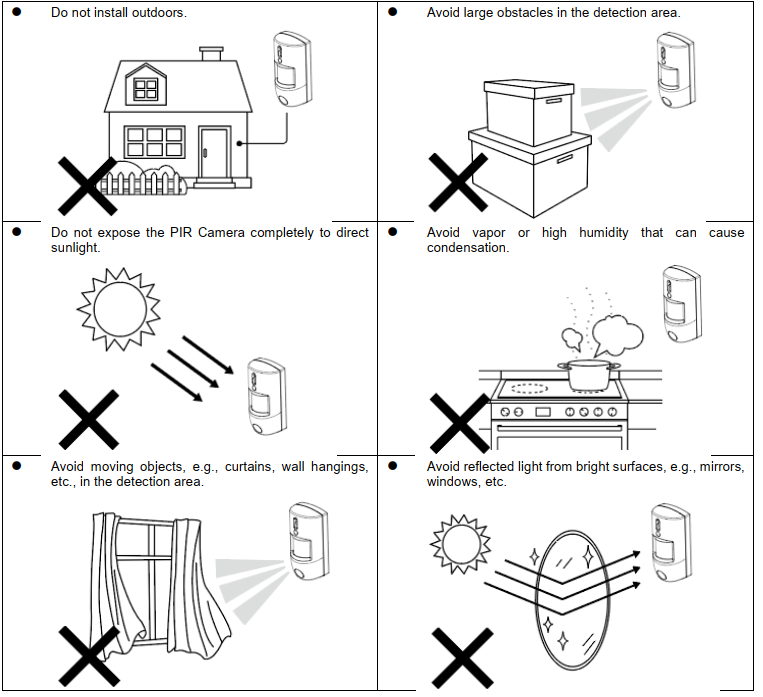 ● Do not install outdoors.
● Avoid large obstacles in the detection area.
● Do not expose the PIR Camera completely to direct
sunlight.
● Avoid vapor or high humidity that can cause
condensation.
● Avoid moving objects, e.g., curtains, wall hangings,
etc., in the detection area.
● Avoid reflected light from bright surfaces, e.g., mirrors,
windows, etc.